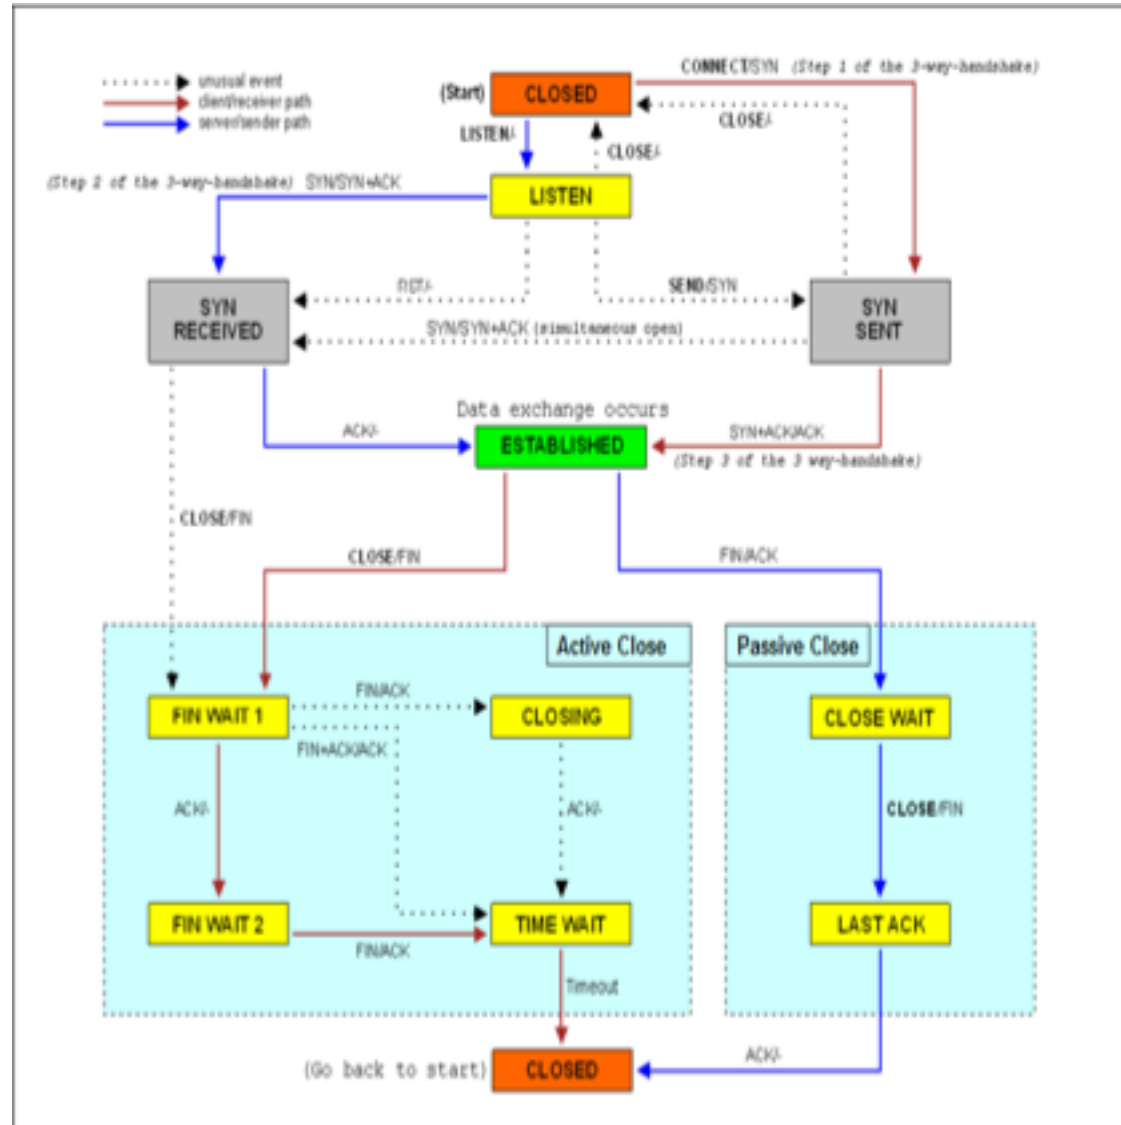 unusual event
client/receiver path
server/sender path
CONNECT/SYN (Step 1 of the 3-way-handshake)
(Start)
CLOSED
CLOSE/-
LISTEN/-
CLOSE/-
(Step 2 of the 3-way-handshake) SYN/SYN+ACK
LISTEN
RST/-
SEND/SYN
SYN
RECEIVED
SYN
SENT
SYN/SYN+ACK (simultaneous open)
Data exchange occurs
ACK/-
ESTABLISHED
SYN+ACK/ACK
(Step 3 of the 3 way-handshake)
CLOSE/FIN
CLOSE/FIN
FIN/ACK
Active Close
Passive Close
FIN WAIT 1
FIN/ACK
CLOSING
CLOSE WAIT
FIN+ACK/ACK
ACK/-
ACK/-
CLOSE/FIN
FIN WAIT 2
TIME WAIT
LAST ACK
FIN/ACK
Timeout
(Go back to start)
CLOSED
ACK/-